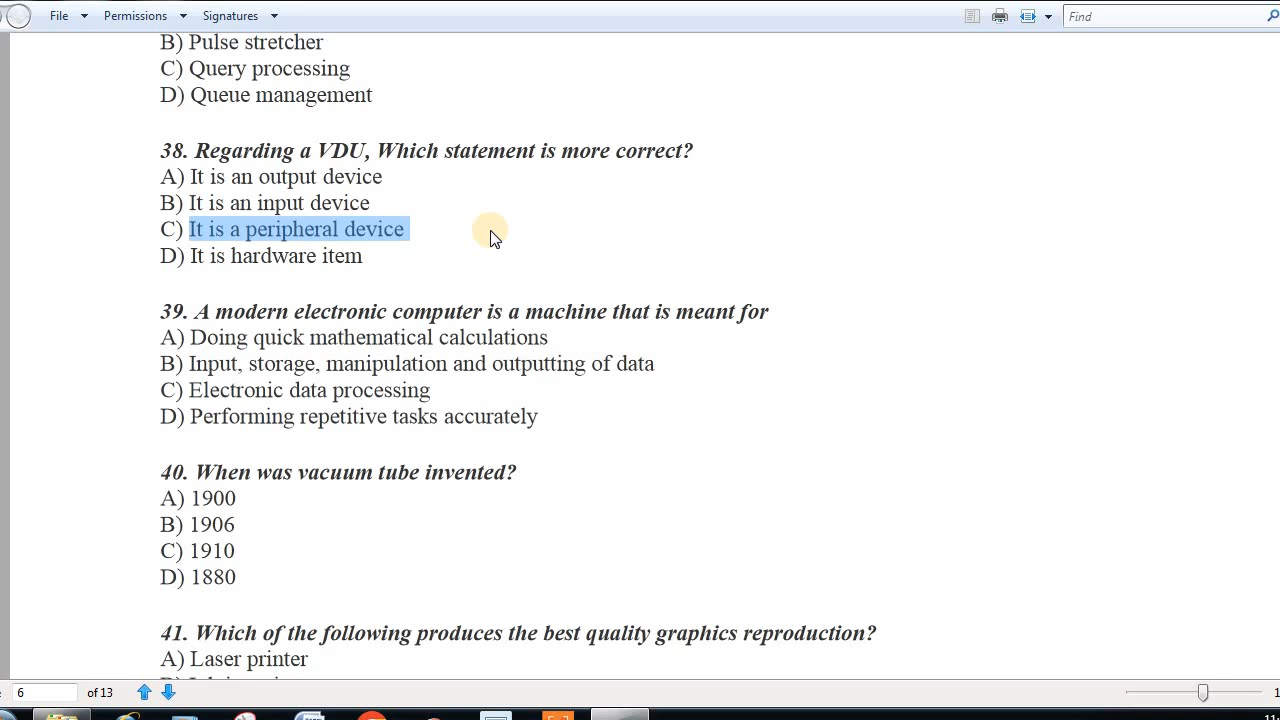 File Permissions Signatures Find
B) Pulse stretcher
C) Query processing
D) Queue management
38. Regarding a VDU, Which statement is more correct?
A) It is an output device
B) It is an input device
C) It is a peripheral device
D) It is hardware item
39. A modern electronic computer is a machine that is meant for
A) Doing quick mathematical calculations
B) Input, storage, manipulation and outputting of data
C) Electronic data processing
D) Performing repetitive tasks accurately
40. When was vacuum tube invented?
A) 1900
B) 1906
C) 1910
D) 1880
41. Which of the following produces the best quality graphics reproduction?
A) Laser printer
6 of 13